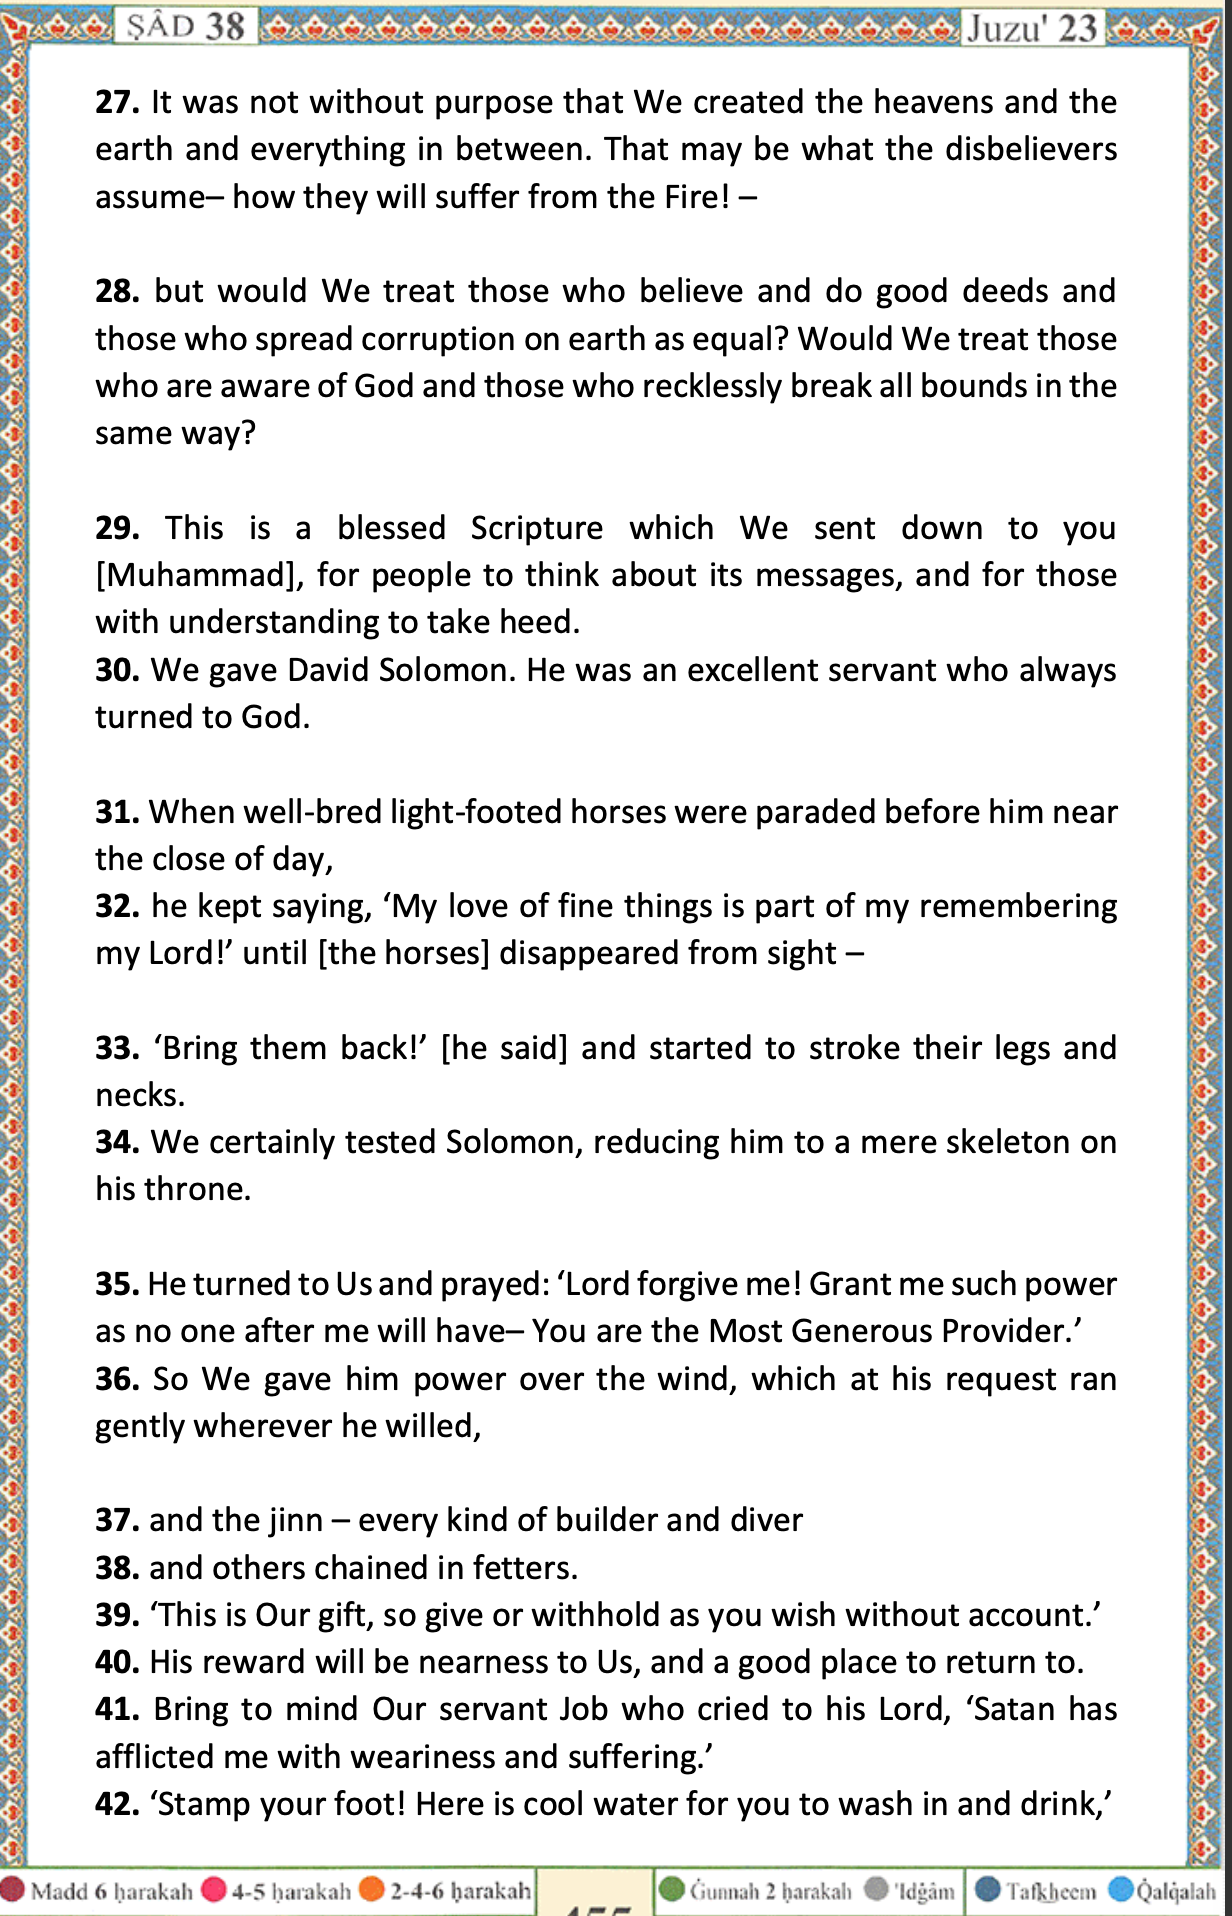 ṢÂD 38
Juzu' 23
27. It was not without purpose that We created the heavens and the
earth and everything in between. That may be what the disbelievers
assume– how they will suffer from the Fire! –
28. but would We treat those who believe and do good deeds and
those who spread corruption on earth as equal? Would We treat those
who are aware of God and those who recklessly break all bounds in the
same way?
29. This is a blessed Scripture which We sent down to you
[Muhammad], for people to think about its messages, and for those
with understanding to take heed.
30. We gave David Solomon. He was an excellent servant who always
turned to God.
31. When well-bred light-footed horses were paraded before him near
the close of day,
32. he kept saying, ‘My love of fine things is part of my remembering
my Lord!’ until [the horses] disappeared from sight –
33. ‘Bring them back!’ [he said] and started to stroke their legs and
necks.
34. We certainly tested Solomon, reducing him to a mere skeleton on
his throne.
35. He turned to Us and prayed: ‘Lord forgive me! Grant me such power
as no one after me will have– You are the Most Generous Provider.’
36. So We gave him power over the wind, which at his request ran
gently wherever he willed,
37. and the jinn – every kind of builder and diver
38. and others chained in fetters.
39. ‘This is Our gift, so give or withhold as you wish without account.’
40. His reward will be nearness to Us, and a good place to return to.
41. Bring to mind Our servant Job who cried to his Lord, ‘Satan has
afflicted me with weariness and suffering.’
42. ‘Stamp your foot! Here is cool water for you to wash in and drink,’
Madd 6 ḥarakah 4-5 ḥarakah 2-4-6 ḥarakah
Ġunnah 2 ḥarakah 'Idġâm Tafkheem Qalqalah